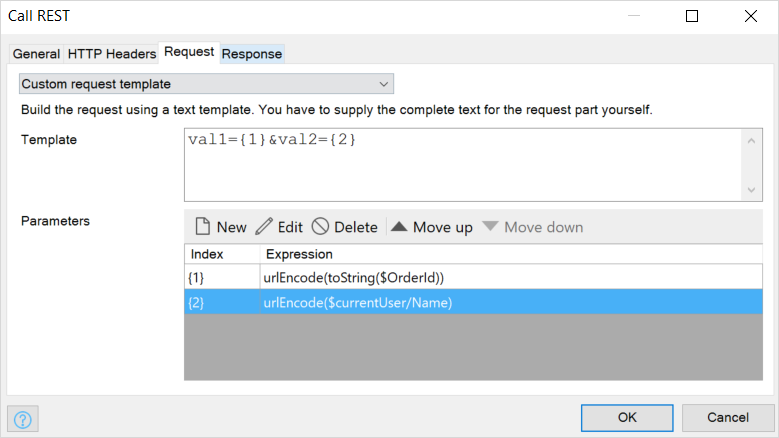 Call REST
General HTTP Headers Request Response
Custom request template
Build the request using a text template. You have to supply the complete text for the request part yourself.
Template
val1={1}&val2={2}
Parameters
New Edit Delete Move up Move down
Index Expression
{1} urlEncode(toString($OrderId))
{2} urlEncode($currentUser/Name)
? OK Cancel